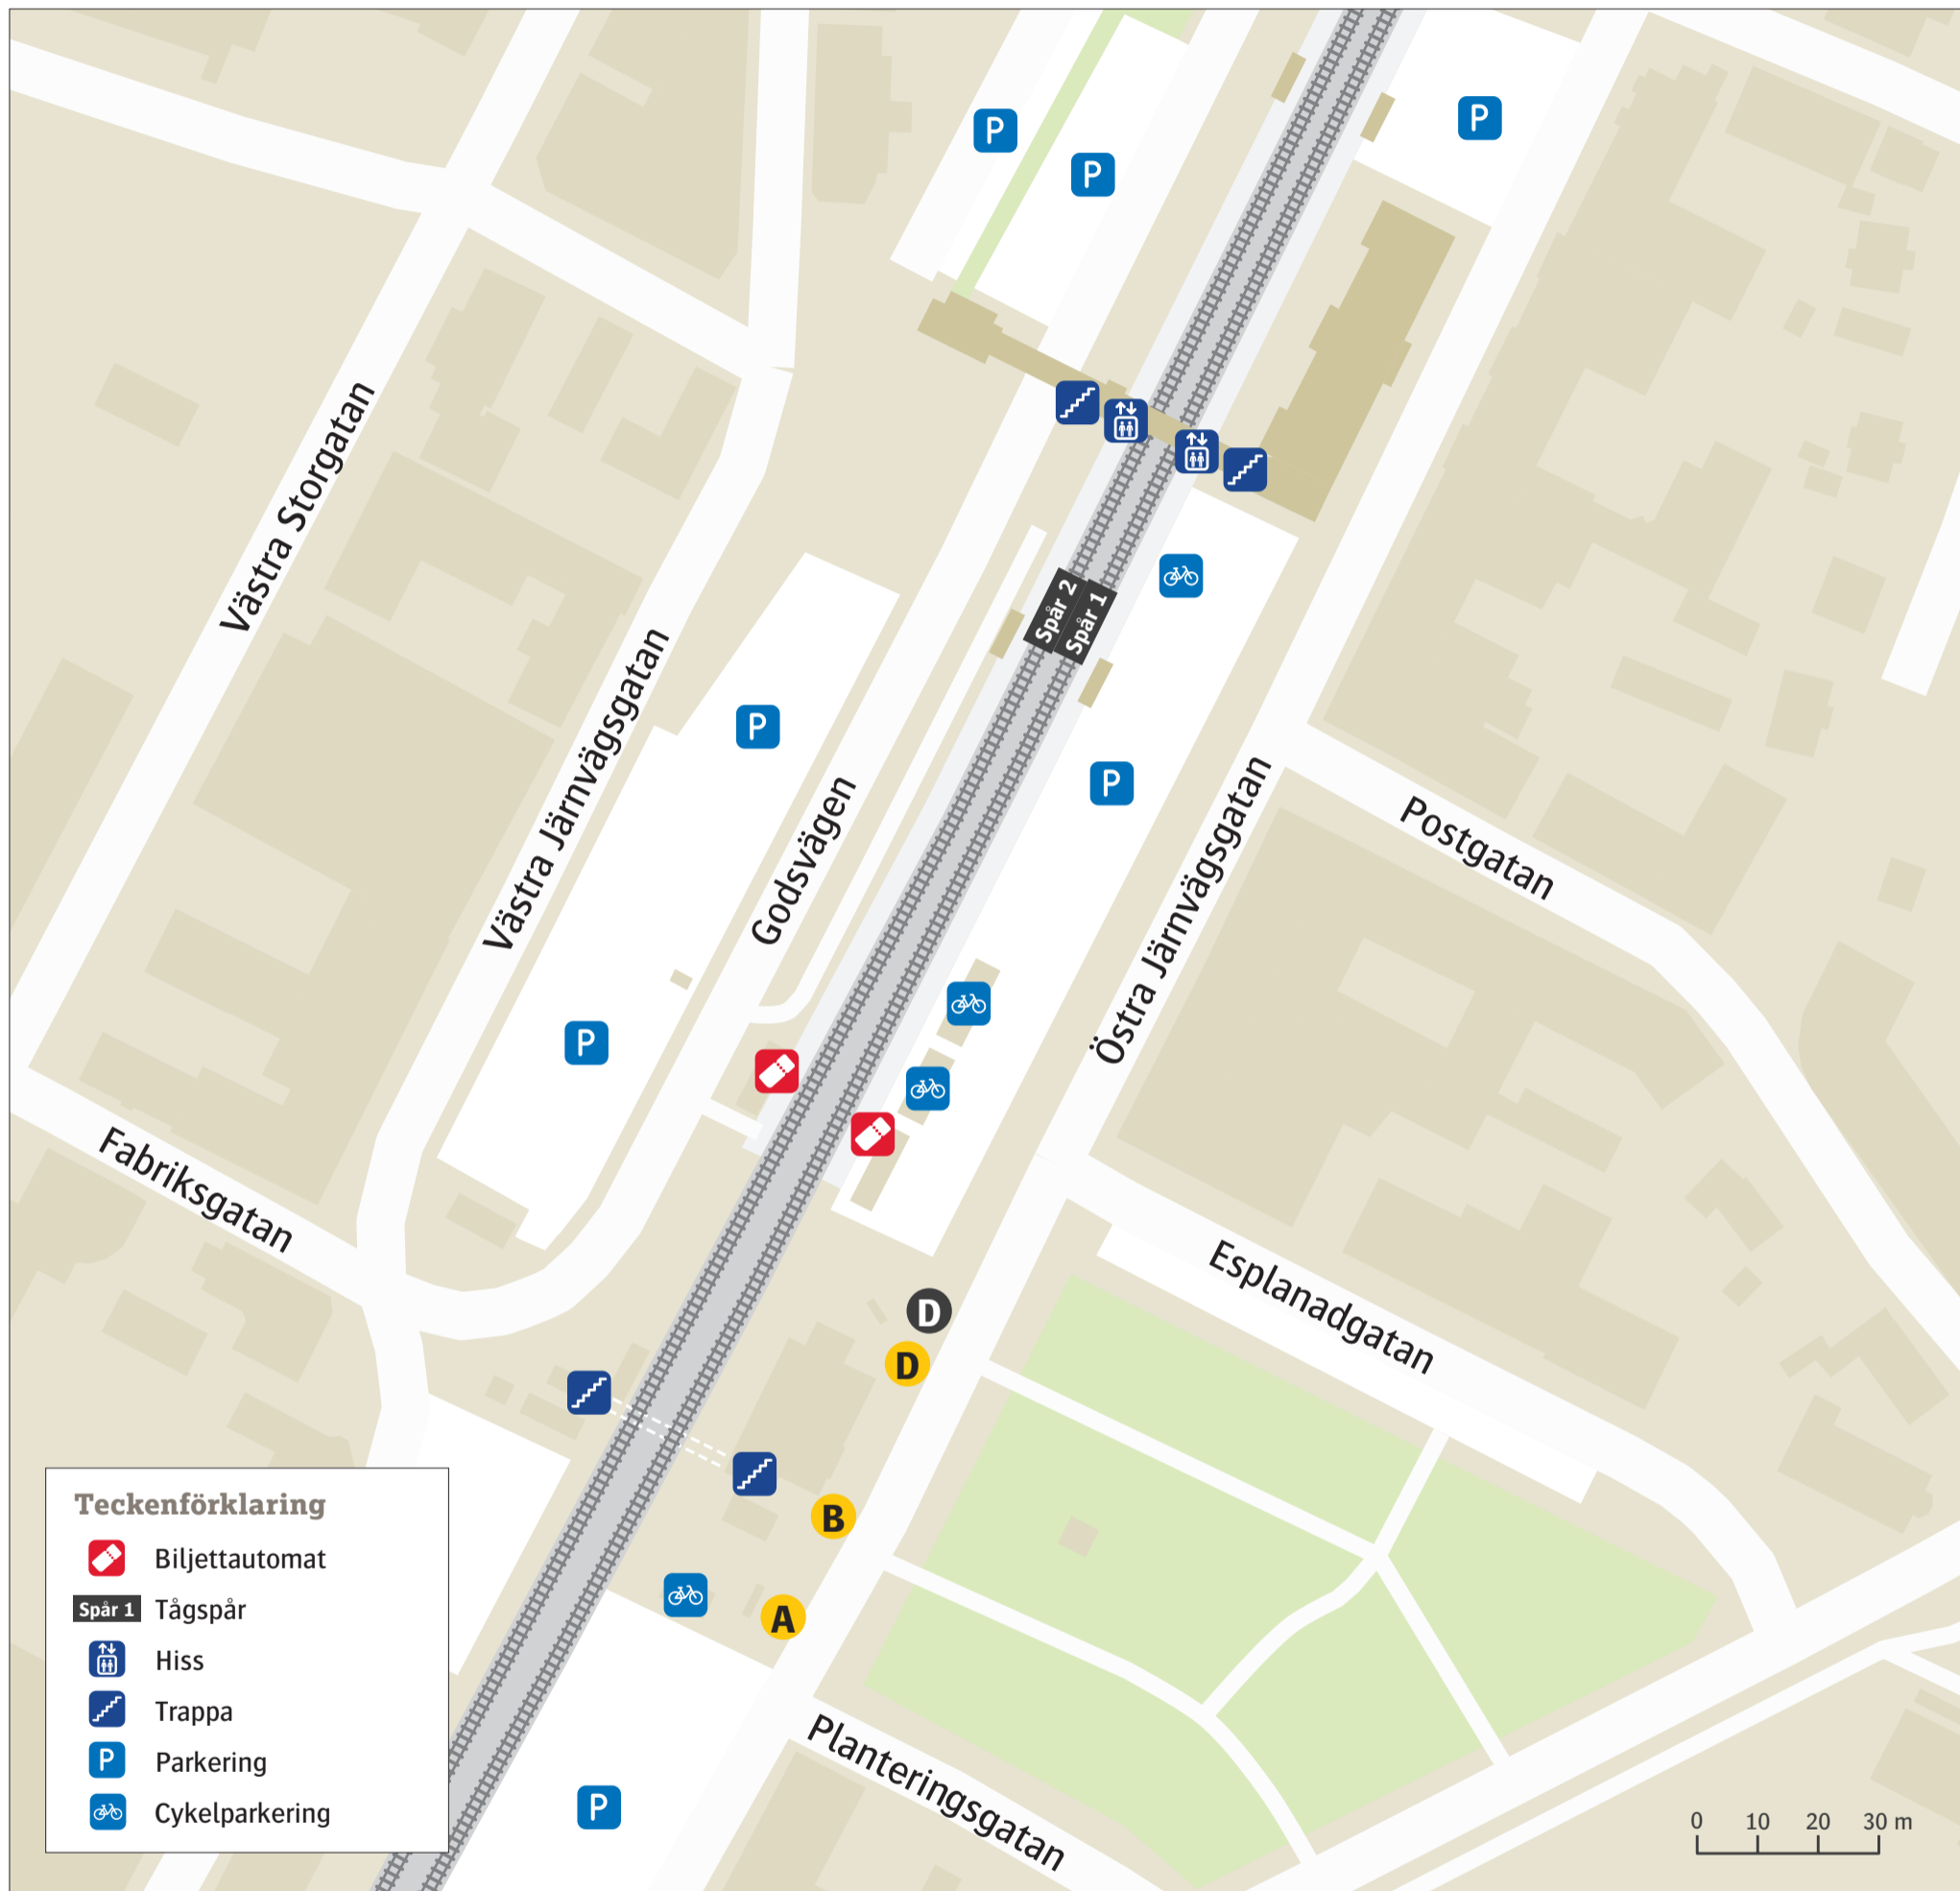 P
P
P
Västra Storgatan
Spår 2
Spår 1
P
Västra Järnvägsgatan
P
Godsvägen
Östra Järnvägsgatan
Postgatan
P
Fabriksgatan
Esplanadgatan
D
D
B
A
Planteringsgatan
P
Teckenförklaring
Biljettautomat
Spår 1 Tågspår
Hiss
Trappa
P Parkering
Cykelparkering
0 10 20 30 m